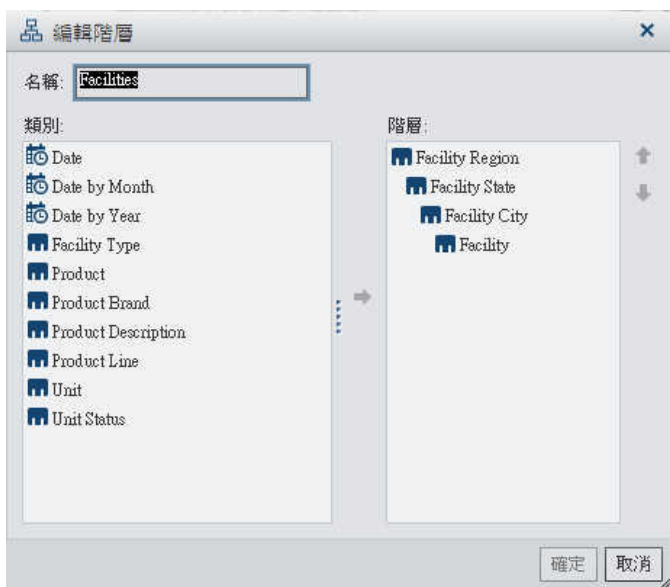 編輯階層
名稱: Facilities
類別:
Date
Date by Month
Date by Year
Facility Type
Product
Product Brand
Product Description
Product Line
Unit
Unit Status
階層:
Facility Region
Facility State
Facility City
Facility
確定
取消